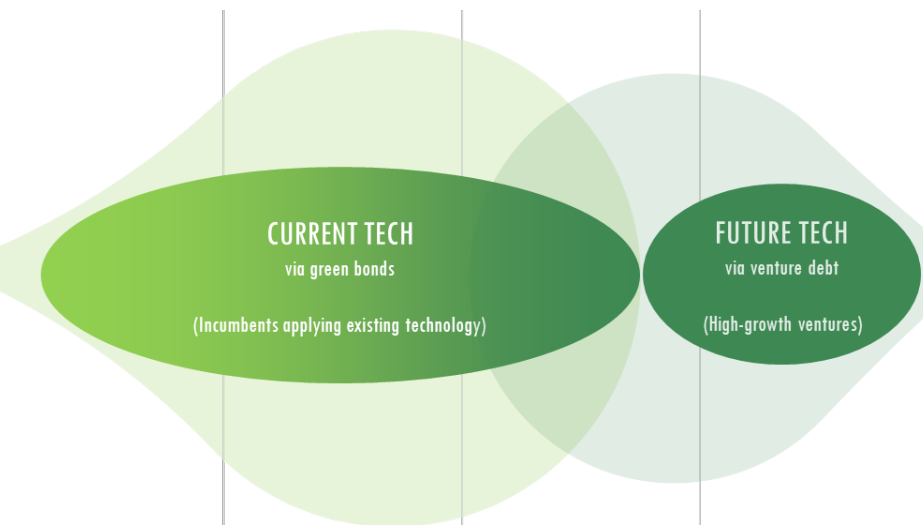 CURRENT TECH
via green bonds
(Incumbents applying existing technology)
FUTURE TECH
via venture debt
(High-growth ventures)